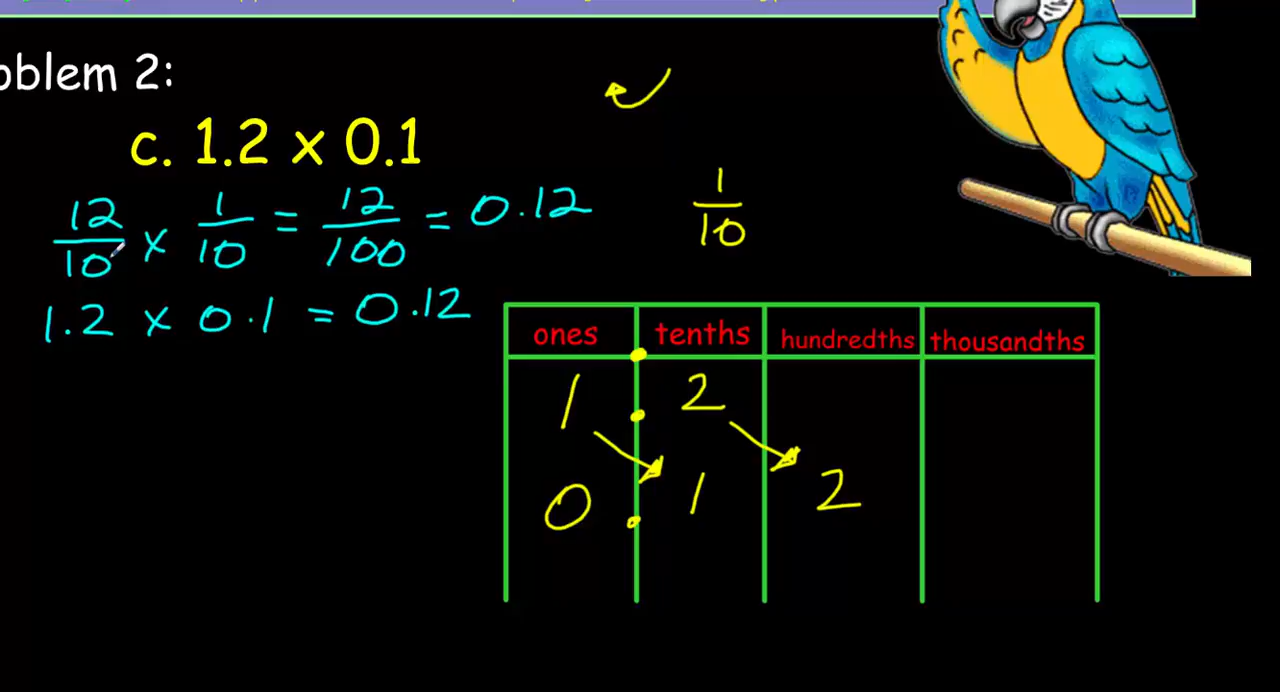 oblem 2:
c. 1.2 x 0.1
12/10 x 1/10 = 12/100 = 0.12
1.2 x 0.1 = 0.12
1/10
ones tenths hundredths thousandths
1 . 2
0 . 1 2